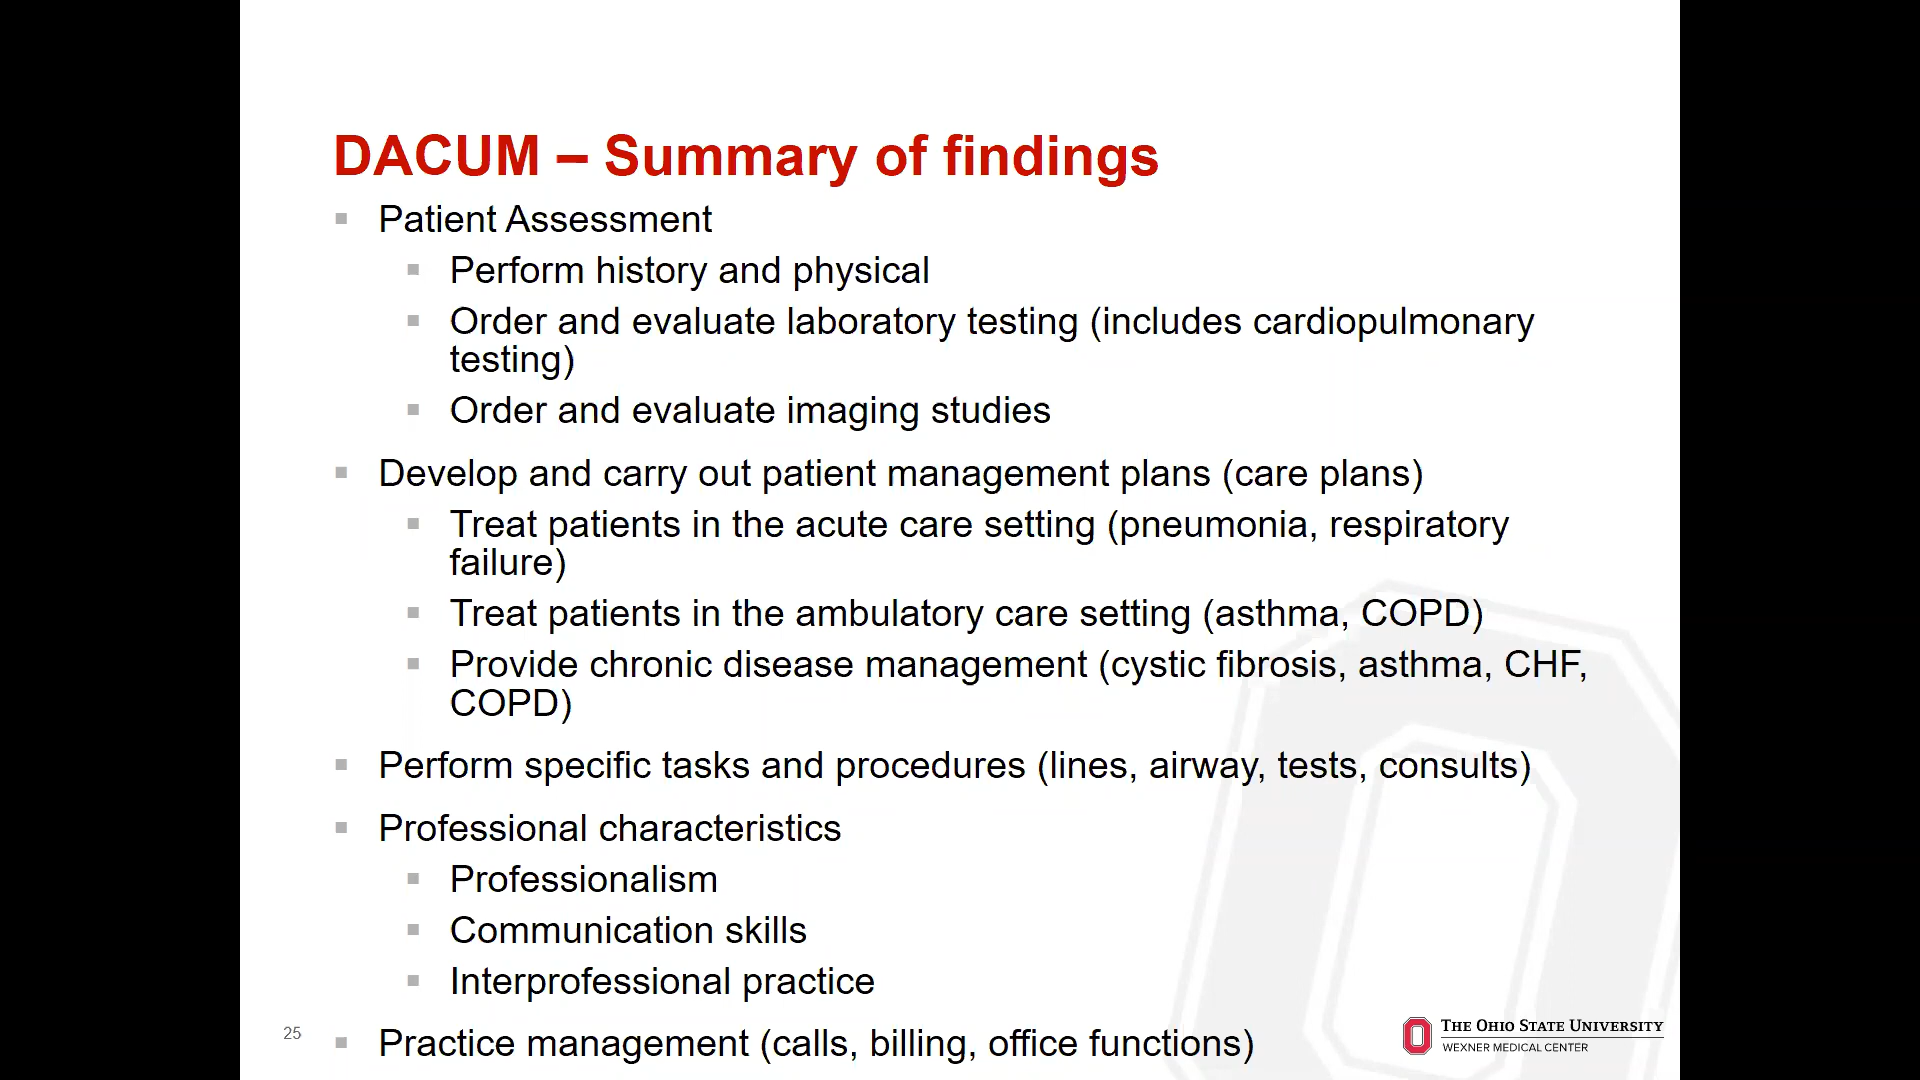 DACUM – Summary of findings
Patient Assessment
Perform history and physical
Order and evaluate laboratory testing (includes cardiopulmonary
testing)
Order and evaluate imaging studies
Develop and carry out patient management plans (care plans)
Treat patients in the acute care setting (pneumonia, respiratory
failure)
Treat patients in the ambulatory care setting (asthma, COPD)
Provide chronic disease management (cystic fibrosis, asthma, CHF,
COPD)
Perform specific tasks and procedures (lines, airway, tests, consults)
Professional characteristics
Professionalism
Communication skills
Interprofessional practice
Practice management (calls, billing, office functions)
25
THE OHIO STATE UNIVERSITY
WEXNER MEDICAL CENTER